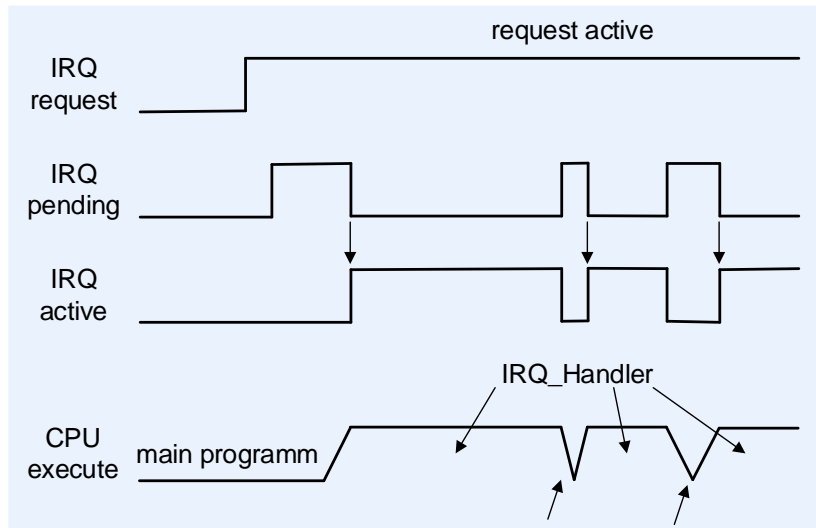 request active
IRQ
request
IRQ
pending
IRQ
active
IRQ_Handler
CPU
execute
main programm